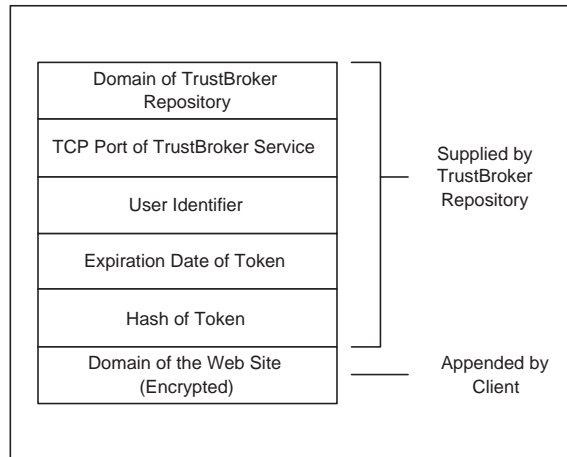 Domain of TrustBroker
Repository
TCP Port of TrustBroker Service
User Identifier
Expiration Date of Token
Hash of Token
Domain of the Web Site
(Encrypted)
Supplied by
TrustBroker
Repository
Appended by
Client